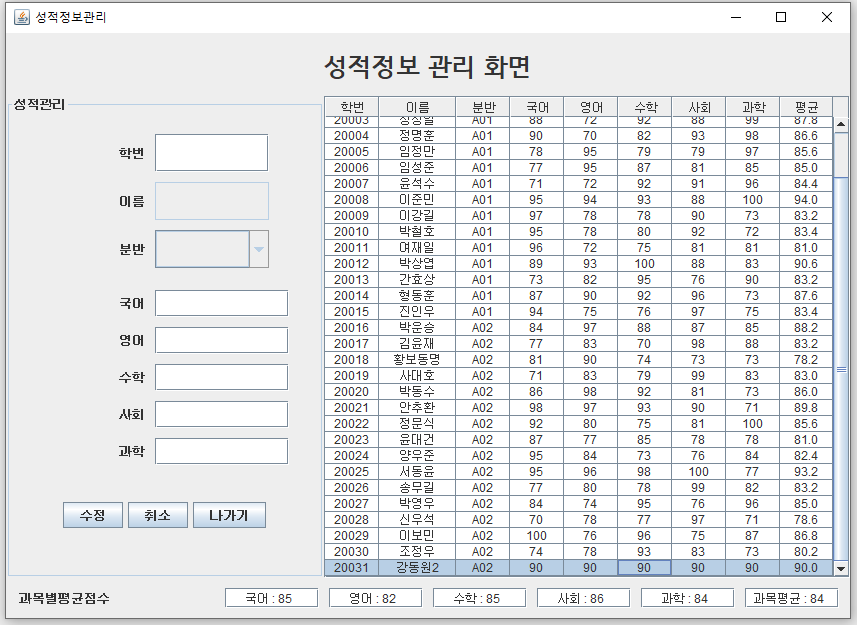 성적정보관리
성적정보 관리 화면
성적관리
학번
이름
분반
국어
영어
수학
사회
과학
수정 취소 나가기
학번 이름 분반 국어 영어 수학 사회 과학 평균
20003 정성일 A01 88 72 92 88 99 87.8
20004 정명훈 A01 90 70 82 93 98 86.6
20005 임정만 A01 78 95 79 79 97 85.6
20006 임성준 A01 77 95 87 81 85 85.0
20007 윤석수 A01 71 72 92 91 96 84.4
20008 이준민 A01 95 94 93 88 100 94.0
20009 이강길 A01 97 78 78 90 73 83.2
20010 박철호 A01 95 78 80 92 72 83.4
20011 여재일 A01 96 72 75 81 81 81.0
20012 박상엽 A01 89 93 100 88 83 90.6
20013 간효상 A01 73 82 95 76 90 83.2
20014 형동훈 A01 87 90 92 96 73 87.6
20015 진인우 A01 94 75 76 97 75 83.4
20016 박운승 A02 84 97 88 87 85 88.2
20017 김윤재 A02 77 83 70 98 88 83.2
20018 황보동명 A02 81 90 74 73 73 78.2
20019 사대호 A02 71 83 79 99 83 83.0
20020 박동수 A02 86 98 92 81 73 86.0
20021 안추환 A02 98 97 93 90 71 89.8
20022 정문식 A02 92 80 75 81 100 85.6
20023 윤대건 A02 87 77 85 78 78 81.0
20024 양우준 A02 95 84 73 76 84 82.4
20025 서동윤 A02 95 96 98 100 77 93.2
20026 송무길 A02 77 80 78 99 82 83.2
20027 박영우 A02 84 74 95 76 96 85.0
20028 신우석 A02 70 78 77 97 71 78.6
20029 이보민 A02 100 76 96 75 87 86.8
20030 조정우 A02 74 78 93 83 73 80.2
20031 강동원2 A02 90 90 90 90 90 90.0
과목별평균점수 국어 : 85 영어 : 82 수학 : 85 사회 : 86 과학 : 84 과목평균 : 84